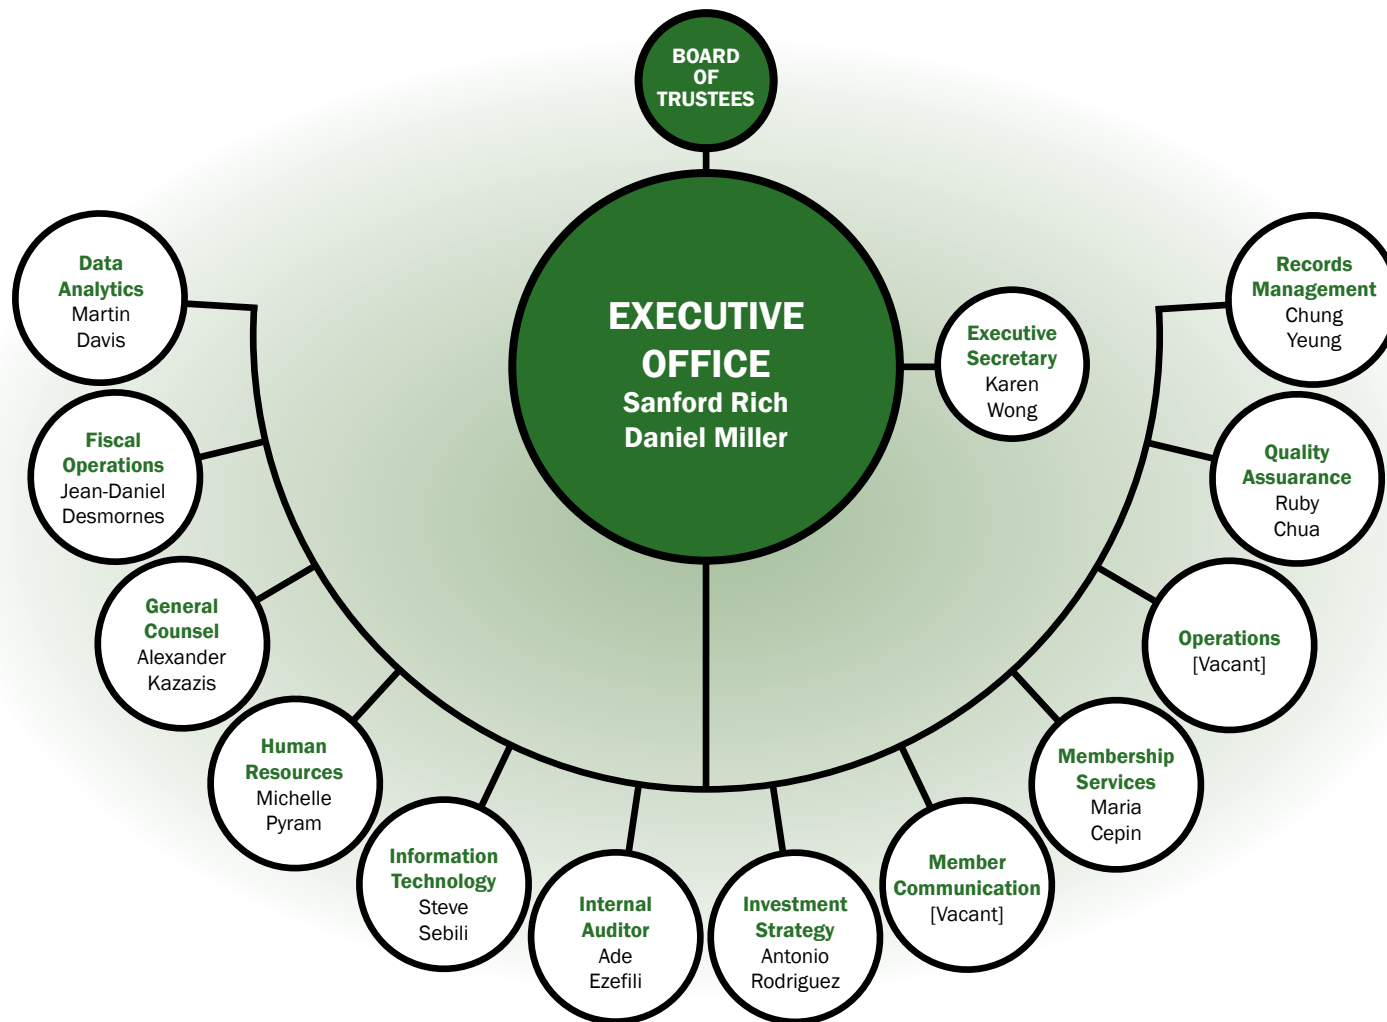 BOARD
OF
TRUSTEES
EXECUTIVE
OFFICE
Sanford Rich
Daniel Miller
Executive
Secretary
Karen
Wong
Data
Analytics
Martin
Davis
Fiscal
Operations
Jean-Daniel
Desmornes
General
Counsel
Alexander
Kazazis
Human
Resources
Michelle
Pyram
Information
Technology
Steve
Sebili
Internal
Auditor
Ade
Ezefili
Investment
Strategy
Antonio
Rodriguez
Member
Communication
[Vacant]
Membership
Services
Maria
Cepin
Operations
[Vacant]
Quality
Assuarance
Ruby
Chua
Records
Management
Chung
Yeung